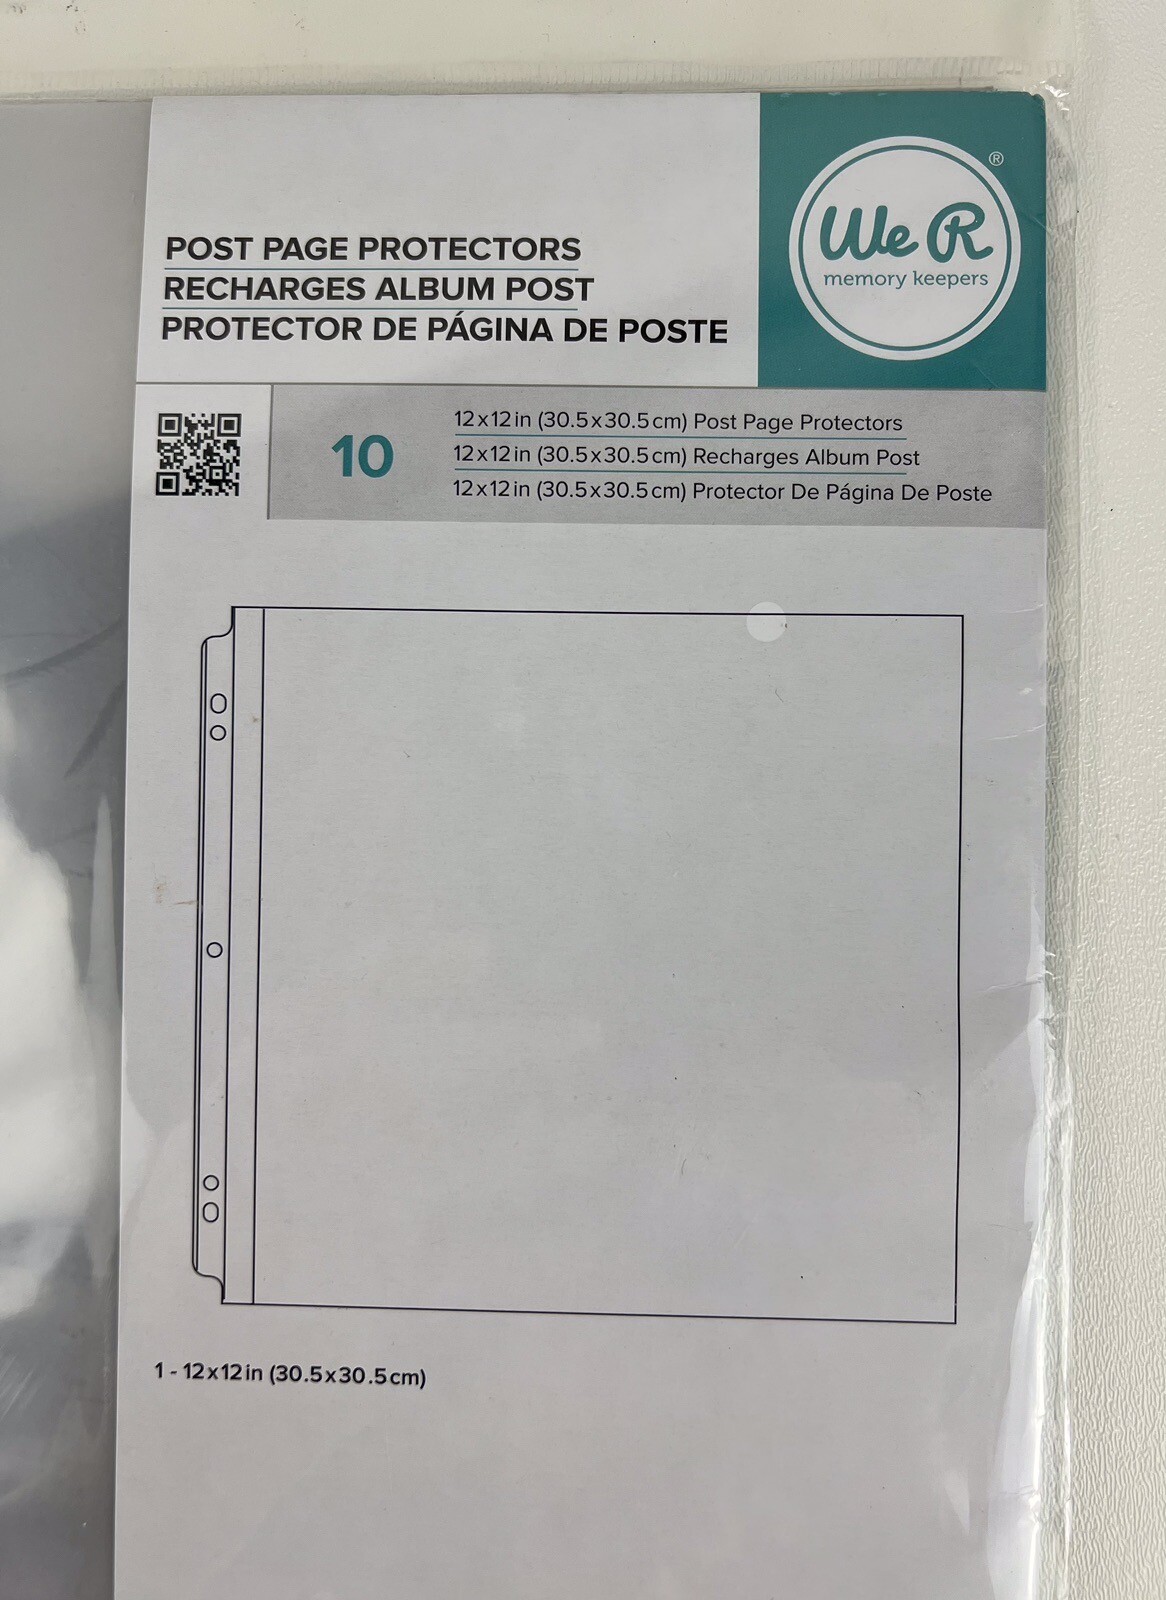 We R
®
memory keepers
POST PAGE PROTECTORS
RECHARGES ALBUM POST
PROTECTOR DE PÁGINA DE POSTE
10
12x12in (30.5x30.5cm) Post Page Protectors
12x12in (30.5x30.5cm) Recharges Album Post
12x12in (30.5x30.5cm) Protector De Página De Poste
1 - 12x12in (30.5x30.5cm)